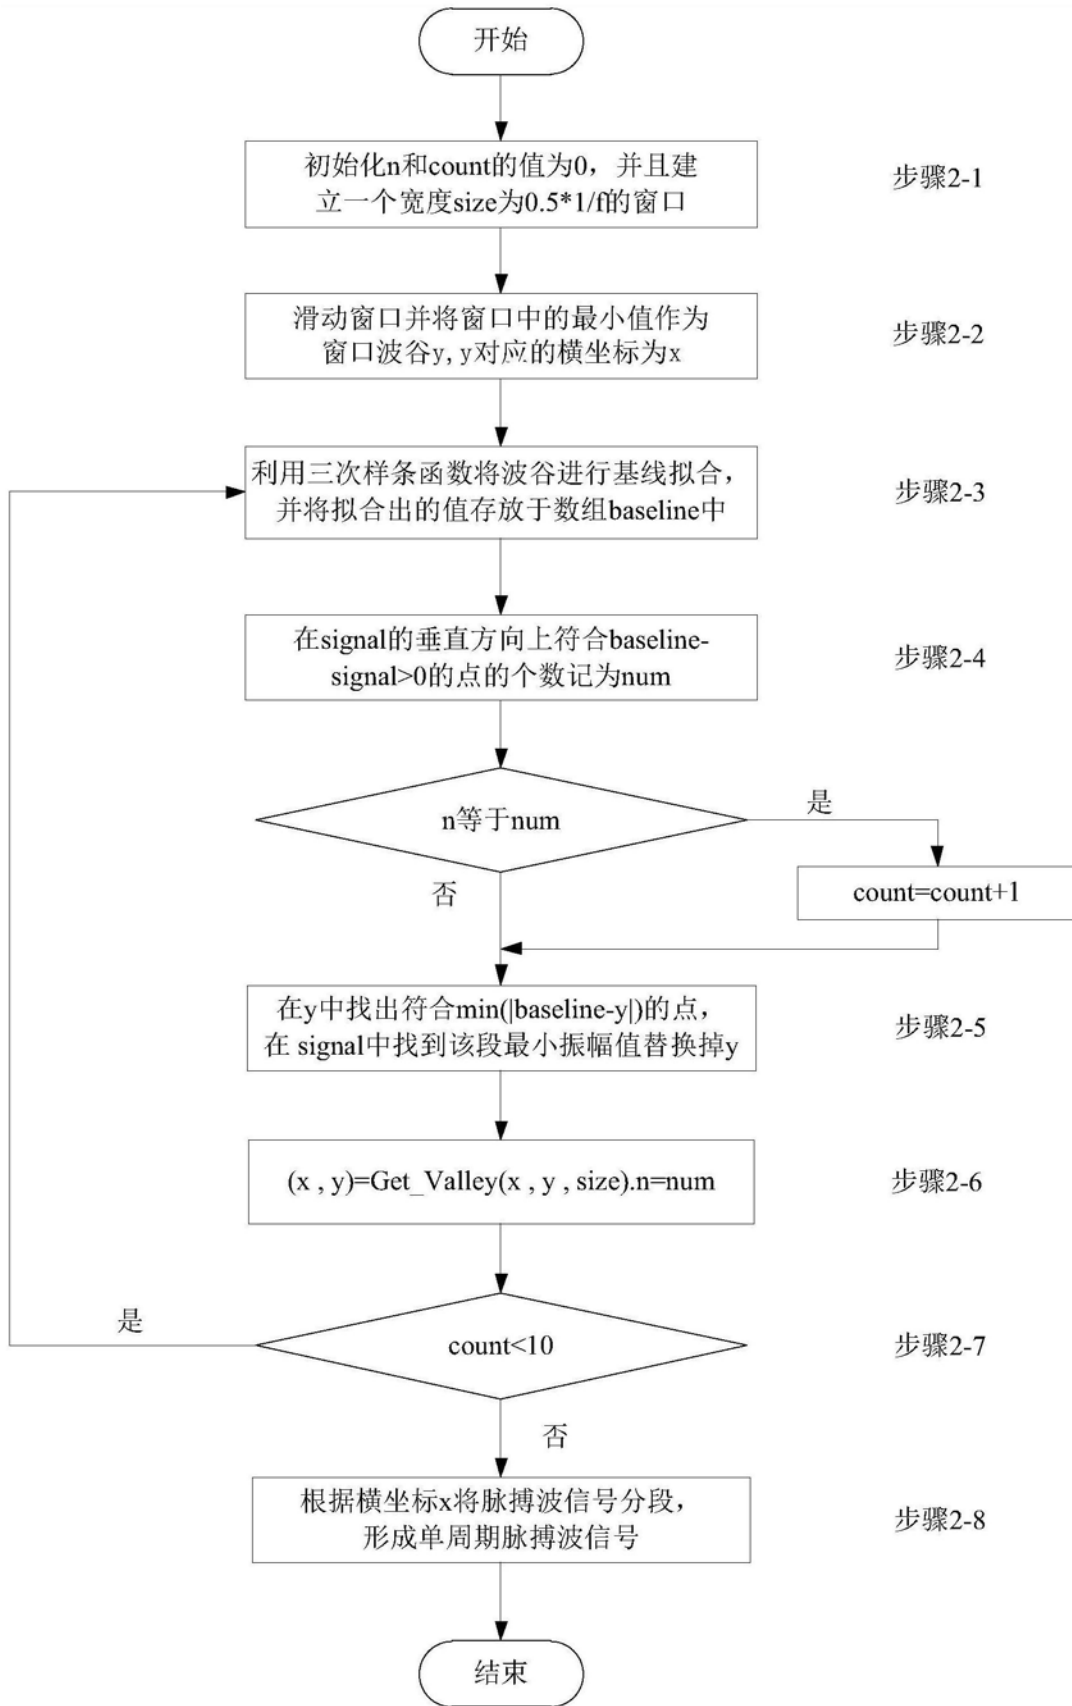 开始
初始化n和count的值为0，并且建
立一个宽度size为0.5*1/f的窗口
步骤2-1
滑动窗口并将窗口中的最小值作为
窗口波谷y,y对应的横坐标为x
步骤2-2
利用三次样条函数将波谷进行基线拟合，
并将拟合出的值存放于数组baseline中
步骤2-3
在signal的垂直方向上符合baseline-
signal>0的点的个数记为num
步骤2-4
n等于num
是
否
count=count+1
在y中找出符合min(|baseline-y|)的点，
在 signal中找到该段最小振幅值替换掉y
步骤2-5
(x , y)=Get_Valley(x , y , size).n=num
步骤2-6
是
count<10
步骤2-7
否
根据横坐标x将脉搏波信号分段，
形成单周期脉搏波信号
步骤2-8
结束